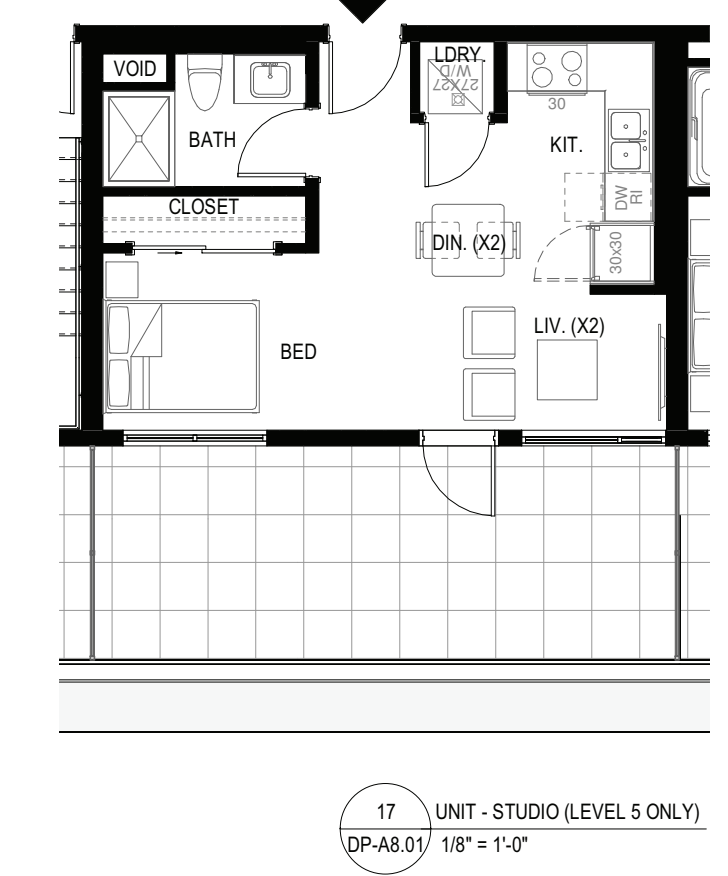 VOID
LDRY.
27X27
W/D
30
BATH
KIT.
CLOSET
DW
RI
DIN. (X2)
30x30
LIV. (X2)
BED
17
UNIT - STUDIO (LEVEL 5 ONLY)
DP-A8.01
1/8" = 1'-0"